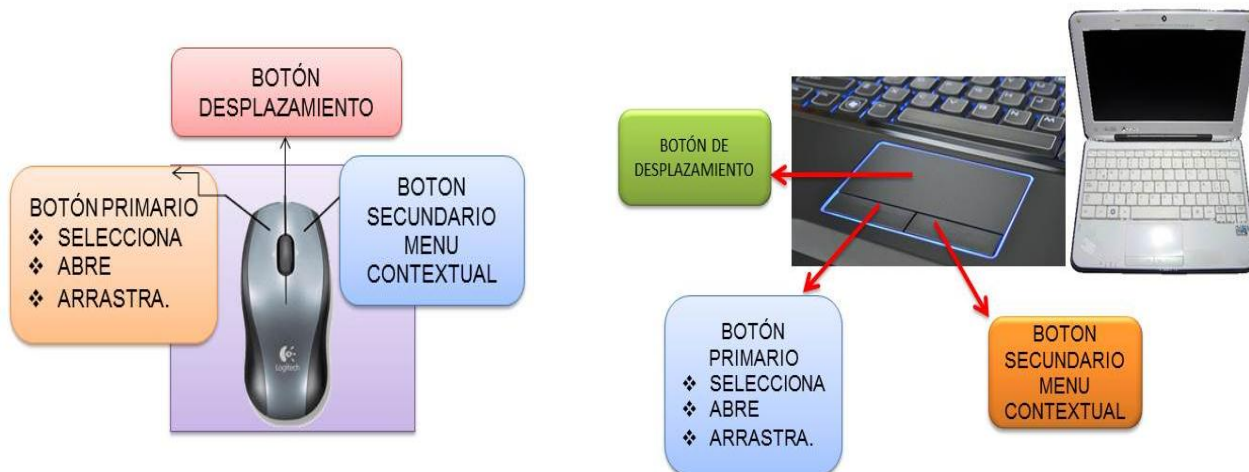 BOTÓN
DESPLAZAMIENTO
BOTÓN PRIMARIO
❖ SELECCIONA
❖ ABRE
❖ ARRASTRA.
BOTON
SECUNDARIO
MENU
CONTEXTUAL
Logitech
BOTÓN DE
DESPLAZAMIENTO
BOTÓN
PRIMARIO
❖ SELECCIONA
❖ ABRE
❖ ARRASTRA.
BOTON
SECUNDARIO
MENU
CONTEXTUAL